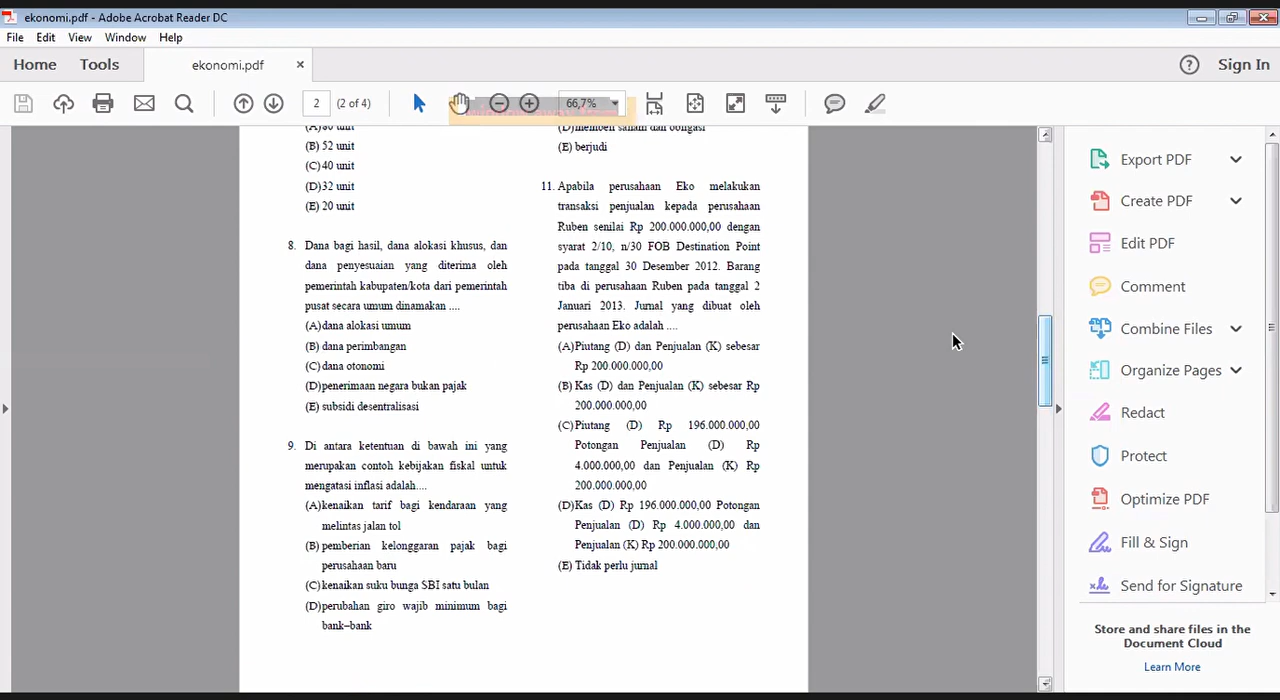 ekonomi.pdf - Adobe Acrobat Reader DC
File Edit View Window Help
Home Tools ekonomi.pdf × Sign In
2 (2 of 4) 66,7%
(A)80 unit
(B) 52 unit
(C)40 unit
(D)32 unit
(E) 20 unit
8. Dana bagi hasil, dana alokasi khusus, dan
dana penyesuaian yang diterima oleh
pemerintah kabupaten/kota dari pemerintah
pusat secara umum dinamakan ....
(A)dana alokasi umum
(B) dana perimbangan
(C)dana otonomi
(D)penerimaan negara bukan pajak
(E) subsidi desentralisasi
9. Di antara ketentuan di bawah ini yang
merupakan contoh kebijakan fiskal untuk
mengatasi inflasi adalah....
(A)kenaikan tarif bagi kendaraan yang
melintas jalan tol
(B) pemberian kelonggaran pajak bagi
perusahaan baru
(C)kenaikan suku bunga SBI satu bulan
(D)perubahan giro wajib minimum bagi
bank–bank
(D)membeli saham dan obligasi
(E) berjudi
11. Apabila perusahaan Eko melakukan
transaksi penjualan kepada perusahaan
Ruben senilai Rp 200.000.000,00 dengan
syarat 2/10, n/30 FOB Destination Point
pada tanggal 30 Desember 2012. Barang
tiba di perusahaan Ruben pada tanggal 2
Januari 2013. Jurnal yang dibuat oleh
perusahaan Eko adalah ....
(A)Piutang (D) dan Penjualan (K) sebesar
Rp 200.000.000,00
(B) Kas (D) dan Penjualan (K) sebesar Rp
200.000.000,00
(C)Piutang (D) Rp 196.000.000,00
Potongan Penjualan (D) Rp
4.000.000,00 dan Penjualan (K) Rp
200.000.000,00
(D)Kas (D) Rp 196.000.000,00 Potongan
Penjualan (D) Rp 4.000.000,00 dan
Penjualan (K) Rp 200.000.000,00
(E) Tidak perlu jurnal
Export PDF
Create PDF
Edit PDF
Comment
Combine Files
Organize Pages
Redact
Protect
Optimize PDF
Fill & Sign
Send for Signature
Store and share files in the
Document Cloud
Learn More